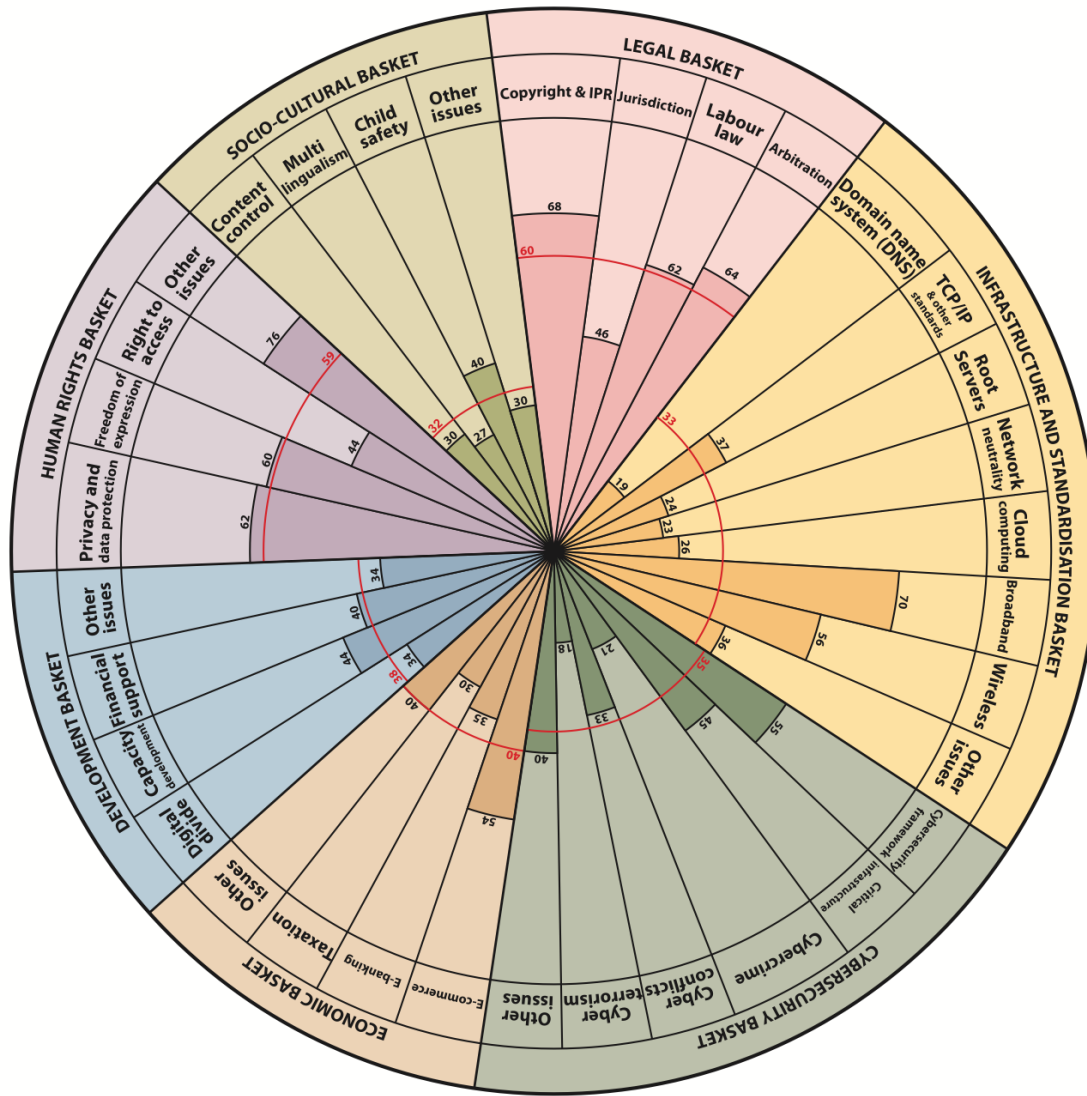 LEGAL BASKET
Copyright & IPR
Jurisdiction
Labour
law
Arbitration
68
60
46
62
64
INFRASTRUCTURE AND STANDARDISATION BASKET
Domain name
system (DNS)
TCP/IP
& other
standards
Root
Servers
Network
neutrality
Cloud
computing
Broadband
Wireless
Other
issues
33
19
37
24
23
26
70
56
36
CYBERSECURITY BASKET
Cybersecurity
framework
Critical
infrastructure
Cybercrime
Cyber
conflicts
Cyber
terrorism
Other
issues
35
55
45
21
33
18
40
ECONOMIC BASKET
E-commerce
E-banking
Taxation
Other
issues
40
54
35
30
40
DEVELOPMENT BASKET
Digital
divide
Capacity
development
Financial
support
Other
issues
38
34
44
40
34
HUMAN RIGHTS BASKET
Privacy and
data protection
Freedom of
expression
Right to
access
Other
issues
62
60
44
76
59
SOCIO-CULTURAL BASKET
Content
control
Multi
lingualism
Child
safety
Other
issues
32
30
27
40
30